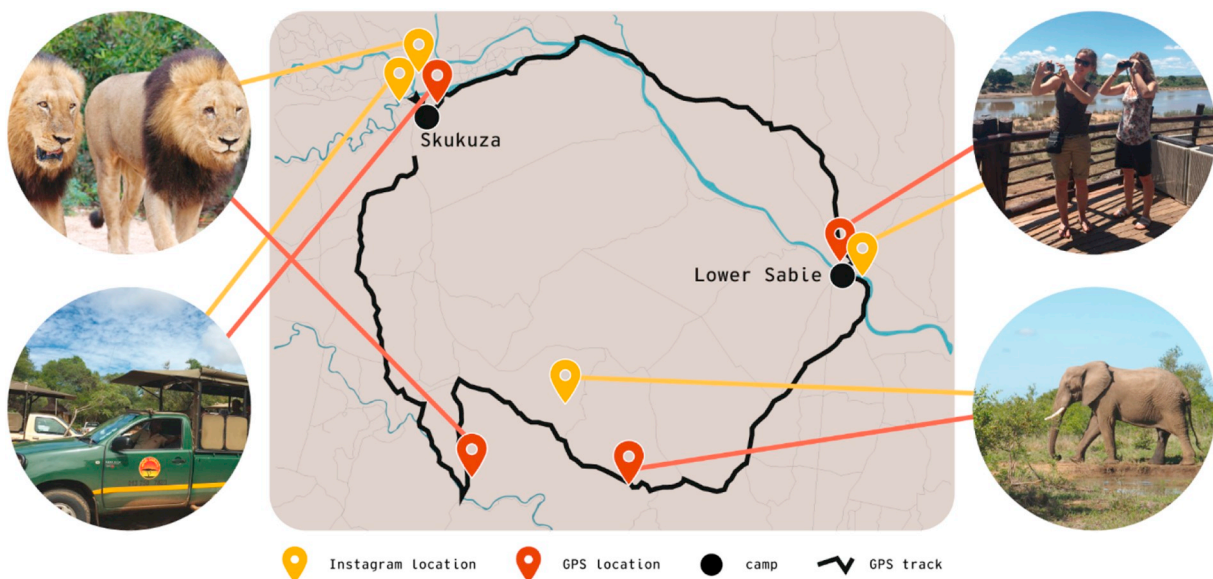 Skukuza
Lower Sabie
Instagram location
GPS location
camp
GPS track